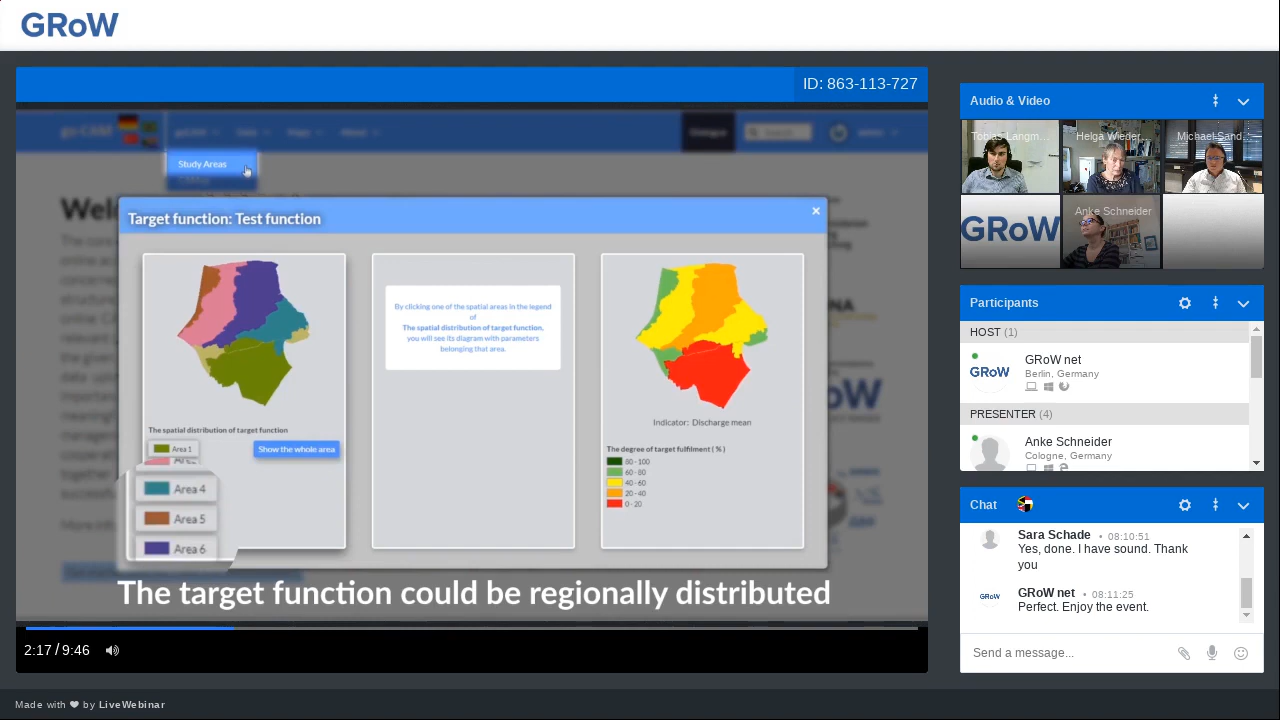 GRoW
ID: 863-113-727
go-CAM
Study Areas
Target function: Test function
×
By clicking one of the spatial areas in the legend
of
The spatial distribution of target function,
you will see its diagram with parameters
belonging that area.
Indicator: Discharge mean
The spatial distribution of target function
Area 1
Show the whole area
Area 4
Area 5
Area 6
The degree of target fulfilment ( % )
80 - 100
60 - 80
40 - 60
20 - 40
0 - 20
The target function could be regionally distributed
2:17 / 9:46
Audio & Video
Tobias Langm...
Helga Wieder...
Michael Sand...
GRoW
Anke Schneider
Participants
HOST (1)
GRoW net
Berlin, Germany
GRoW
PRESENTER (4)
Anke Schneider
Cologne, Germany
Chat
Sara Schade • 08:10:51
Yes, done. I have sound. Thank
you
GRoW
GRoW net • 08:11:25
Perfect. Enjoy the event.
Send a message...
Made with ❤ by LiveWebinar